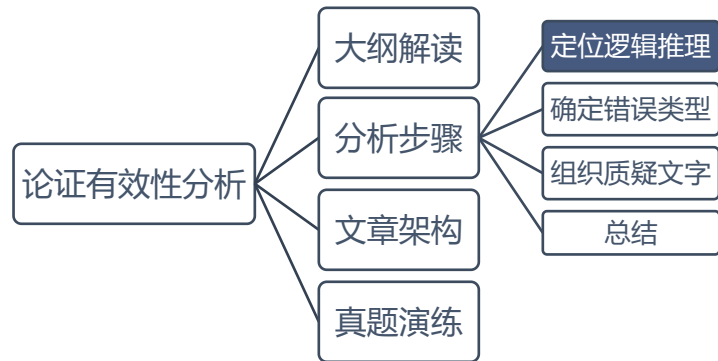 论证有效性分析
大纲解读
分析步骤
定位逻辑推理
确定错误类型
组织质疑文字
总结
文章架构
真题演练